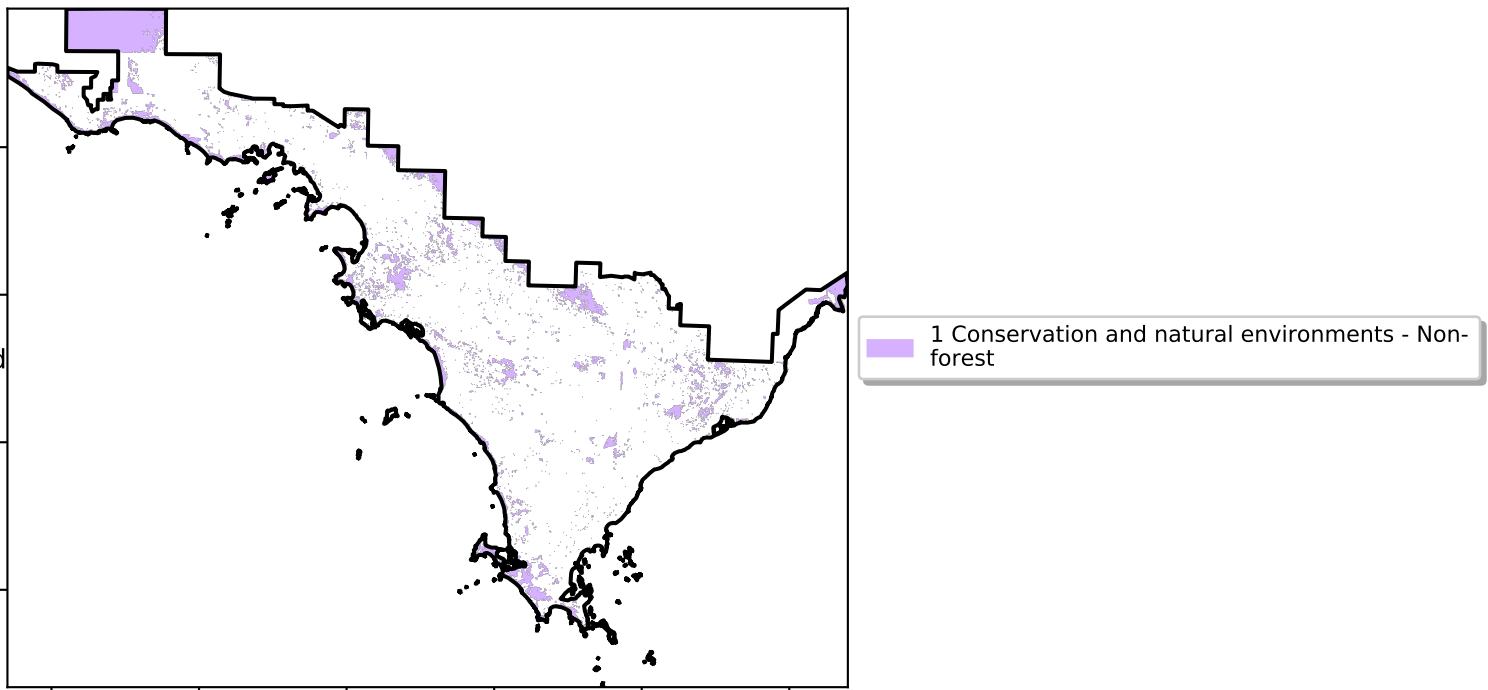 1 Conservation and natural environments - Non-
forest